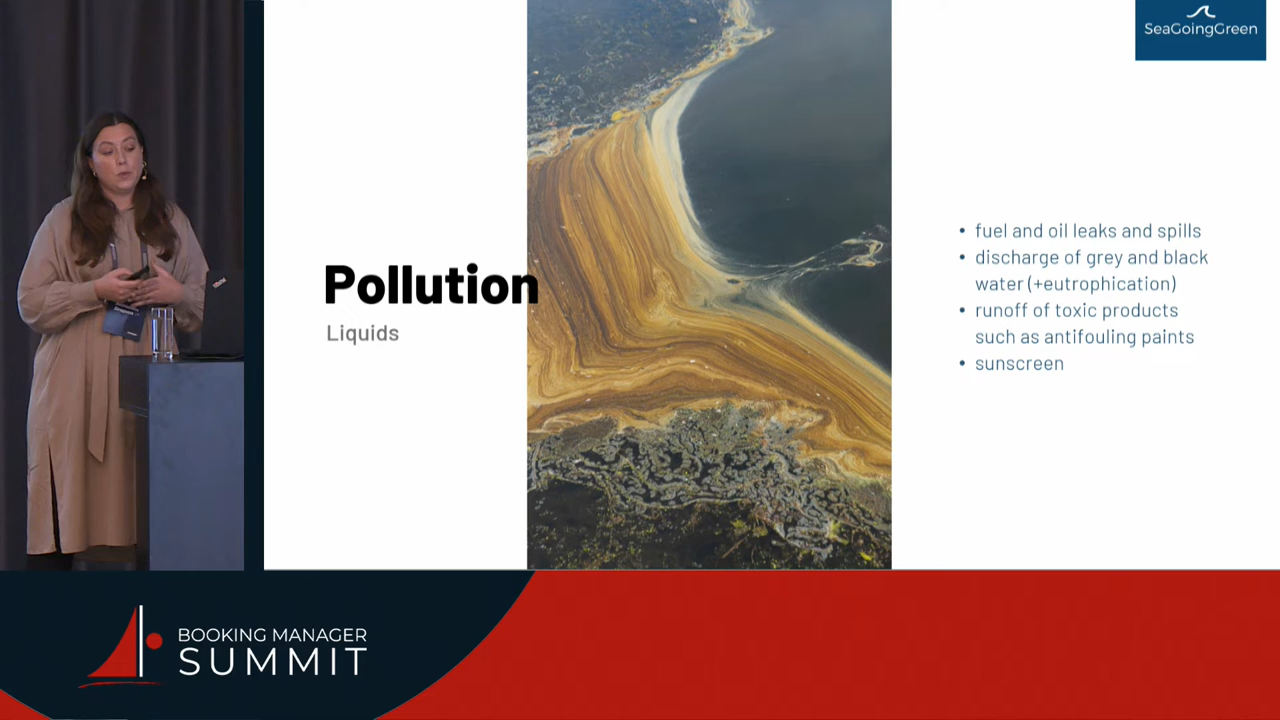 SeaGoingGreen
Pollution
Liquids
• fuel and oil leaks and spills
• discharge of grey and black
water (+eutrophication)
• runoff of toxic products
such as antifouling paints
• sunscreen
BOOKING MANAGER
SUMMIT